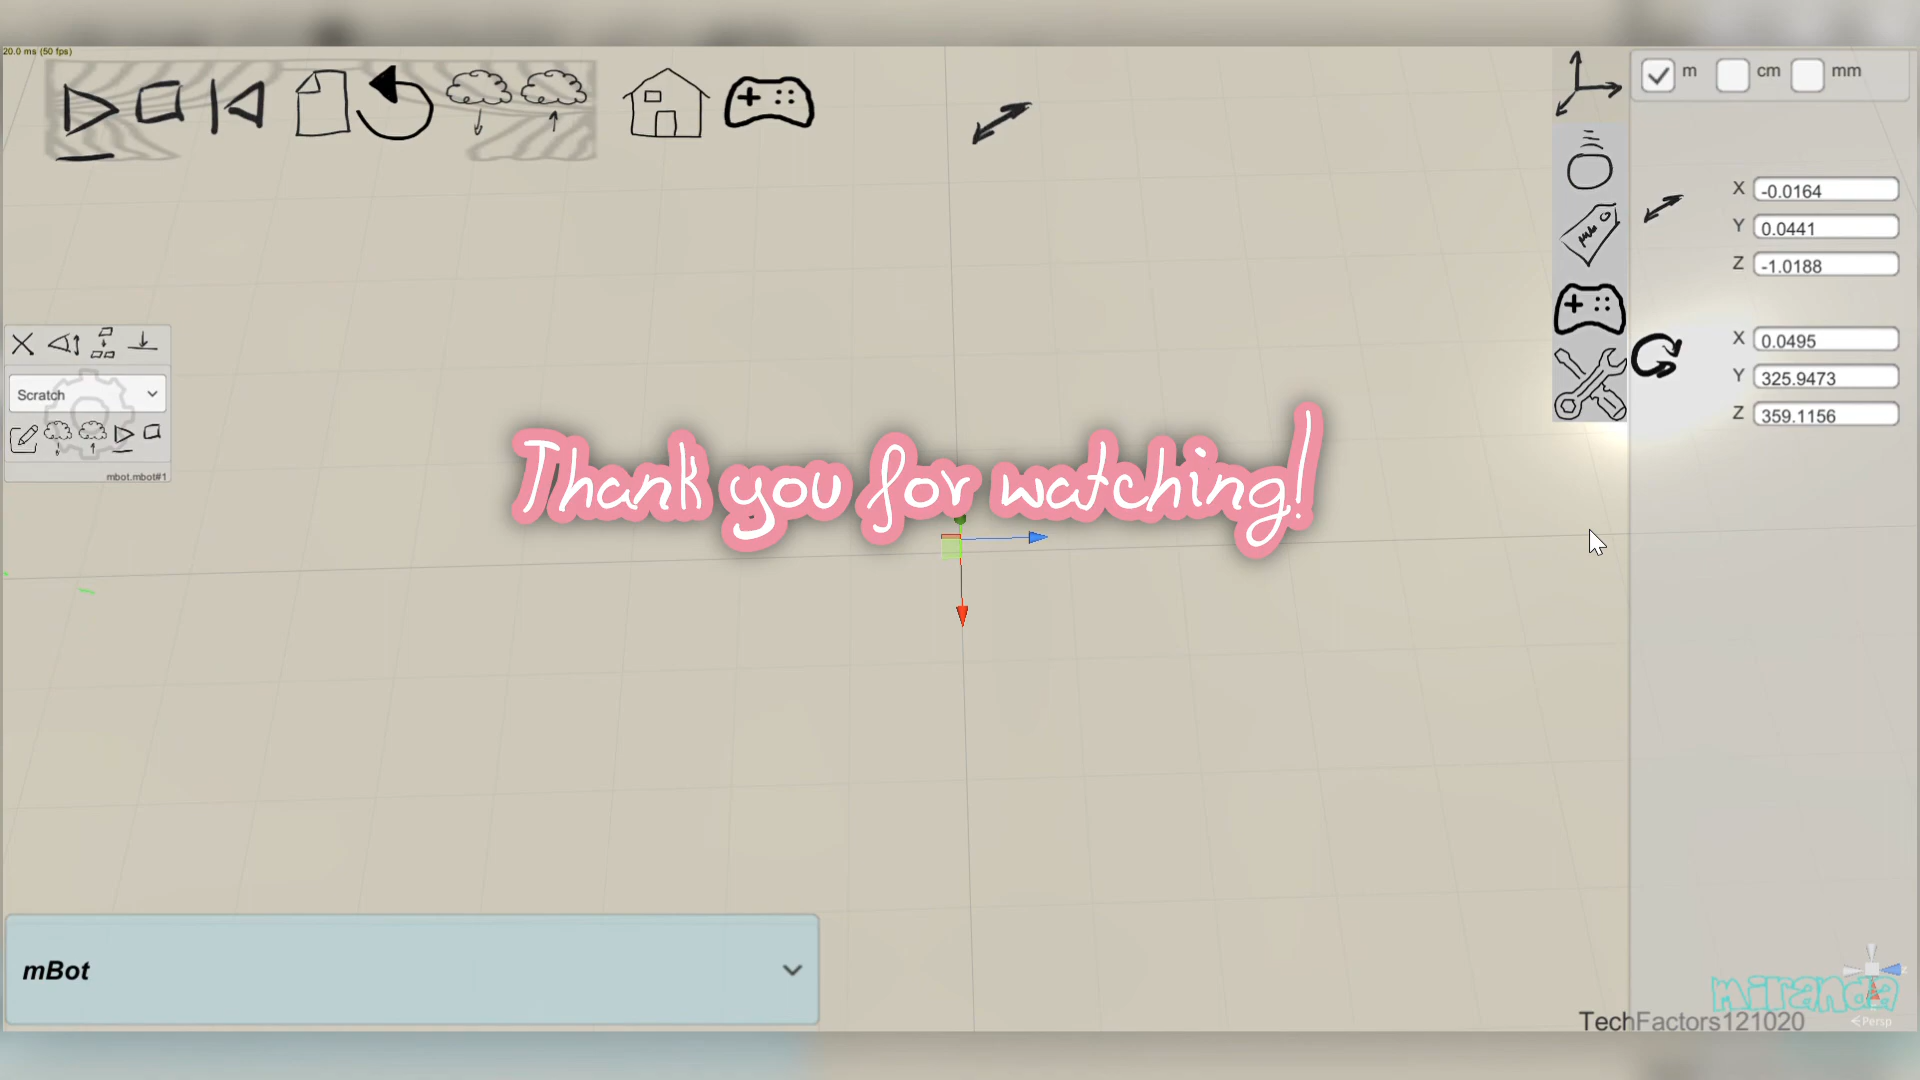 20.0 ms (50 fps)
m cm mm
X -0.0164
Y 0.0441
Z -1.0188
X 0.0495
Y 325.9473
Z 359.1156
Scratch
mbot.mbot#1
Thank you for watching!
mBot
miranda
TechFactors121020
Persp